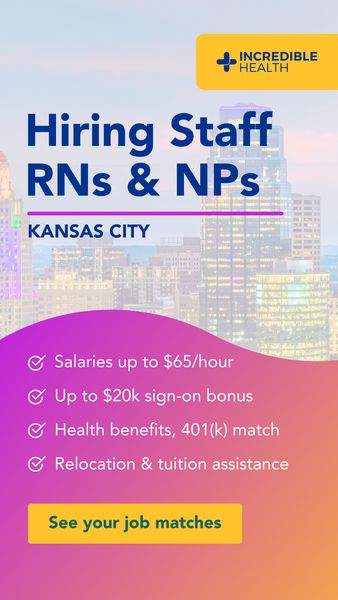 INCREDIBLE
HEALTH
Hiring Staff
RNs & NPs
KANSAS CITY
Salaries up to $65/hour
Up to $20k sign-on bonus
Health benefits, 401(k) match
Relocation & tuition assistance
See your job matches